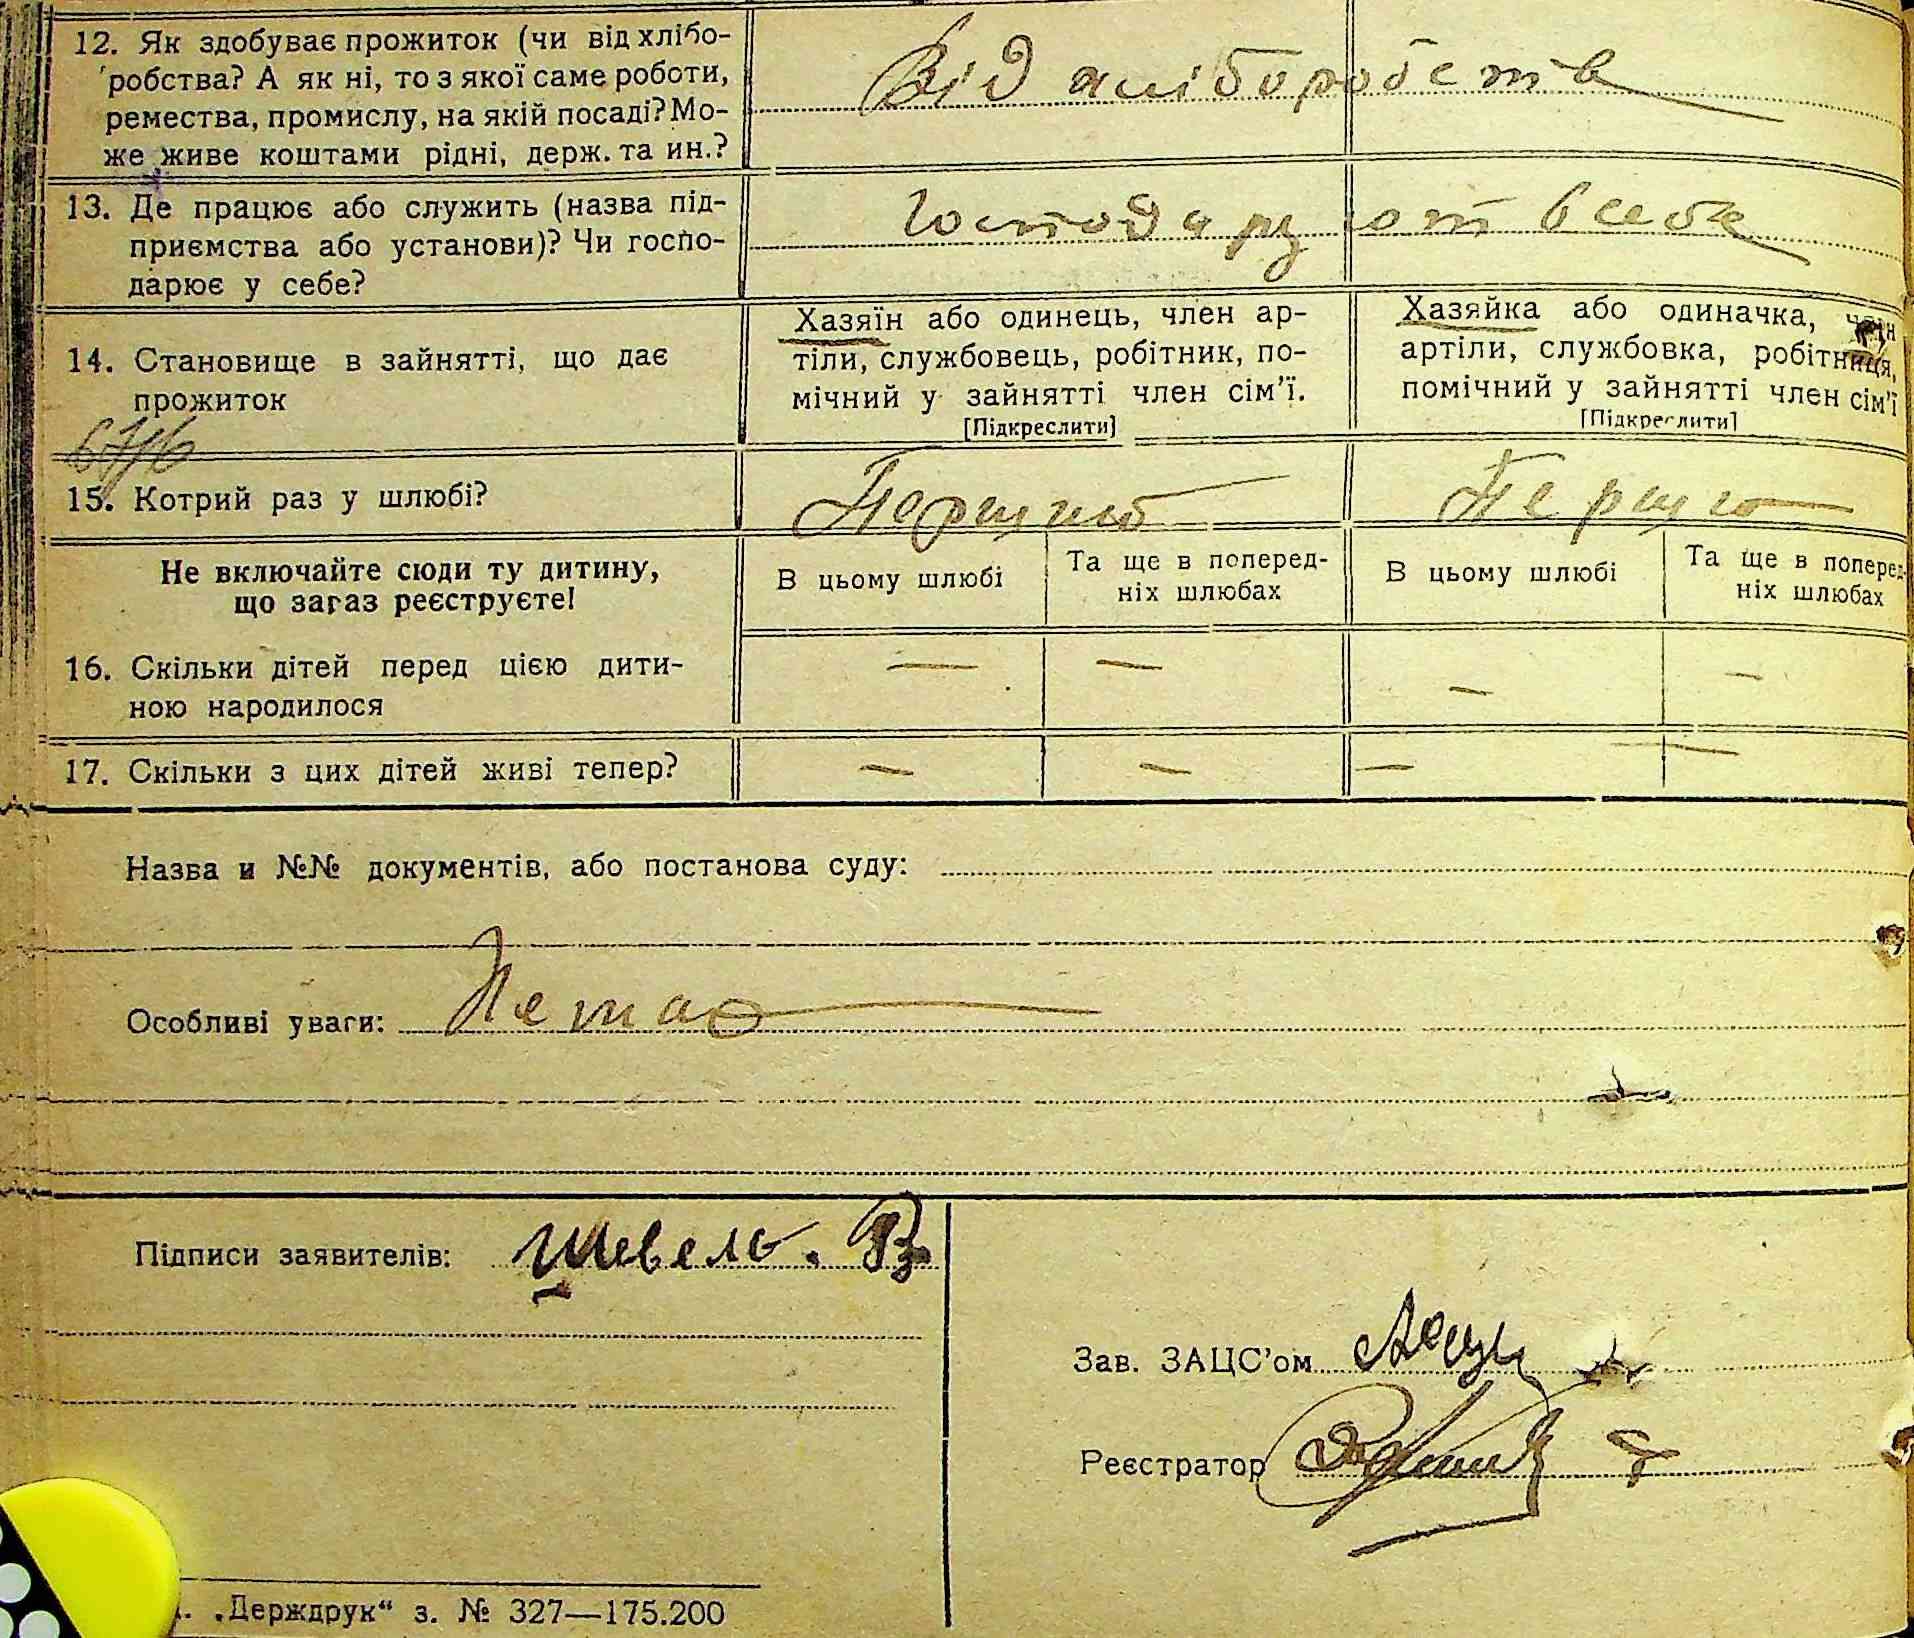 12. Як здобуває прожиток (чи від хлібо-
робства? А як ні, то з якої саме роботи,
ремества, промислу, на якій посаді? Мо-
же живе коштами рідні, держ. та ин.?
Від хліборобства
13. Де працює або служить (назва під-
приємства або установи)? Чи госпо-
дарює у себе?
Господарують в себе
14. Становище в зайнятті, що дає
прожиток
Хазяїн або одинець, член ар-
тіли, службовець, робітник, по-
мічний у зайнятті член сім'ї.
[Підкреслити]
Хазяйка або одиначка, член
артіли, службовка, робітниця,
помічний у зайнятті член сім'ї
[Підкреслити]
15. Котрий раз у шлюбі?
Перший
Не включайте сюди ту дитину,
що зараз реєструєте!
В цьому шлюбі
Та ще в поперед-
ніх шлюбах
В цьому шлюбі
Та ще в поперед-
ніх шлюбах
16. Скільки дітей перед цією дити-
ною народилося
— — — —
17. Скільки з цих дітей живі тепер?
— — — —
Назва и №№ документів, або постанова суду:
Особливі уваги: Немає
Підписи заявителів: Шевель.
Зав. ЗАЦС'ом
Реєстратор
„Держдрук“ з. № 327—175.200